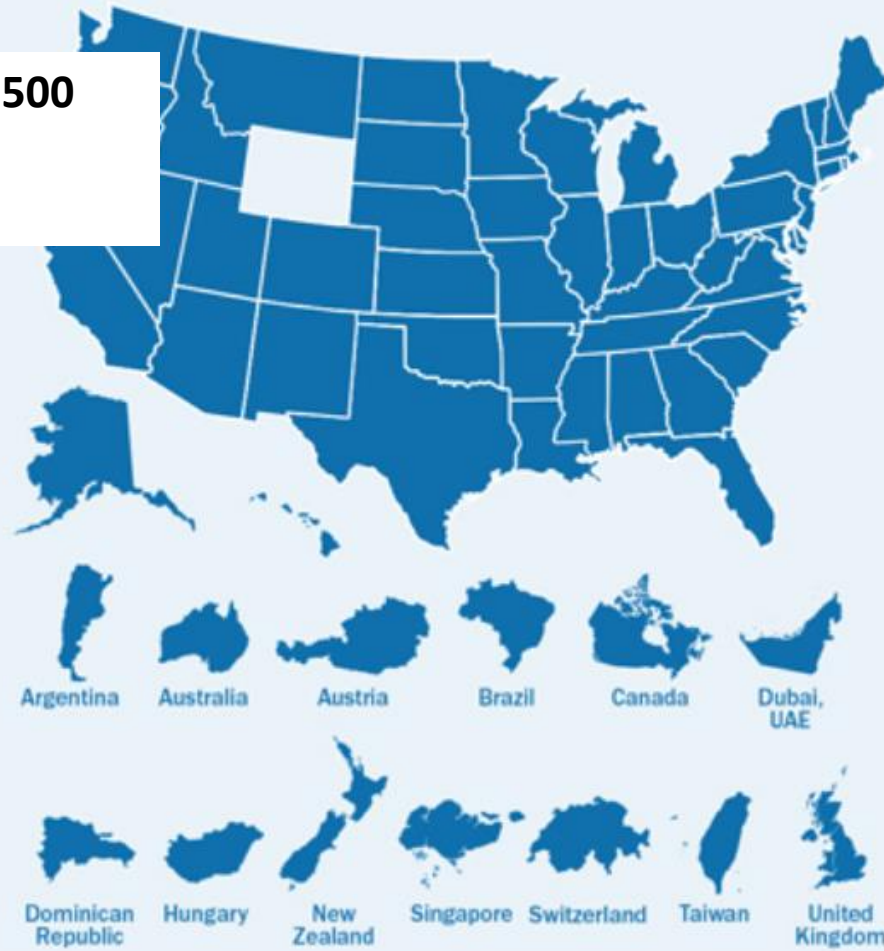 500
Argentina
Australia
Austria
Brazil
Canada
Dubai,
UAE
Dominican
Republic
Hungary
New
Zealand
Singapore
Switzerland
Taiwan
United
Kingdom